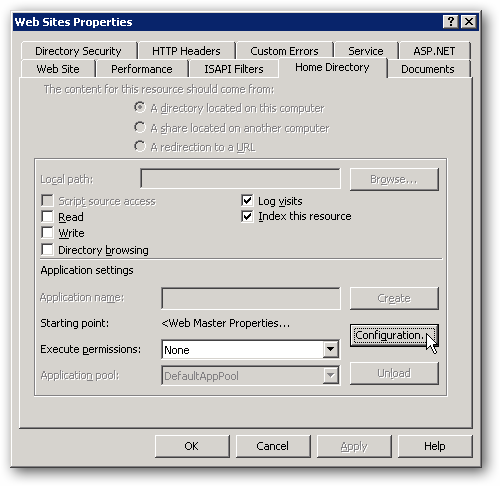 Web Sites Properties
Directory Security HTTP Headers Custom Errors Service ASP.NET
Web Site Performance ISAPI Filters Home Directory Documents
The content for this resource should come from:
A directory located on this computer
A share located on another computer
A redirection to a URL
Local path: Browse...
Script source access Log visits
Read Index this resource
Write
Directory browsing
Application settings
Application name: Create
Starting point: <Web Master Properties...
Configuration...
Execute permissions: None
Application pool: DefaultAppPool Unload
OK Cancel Apply Help